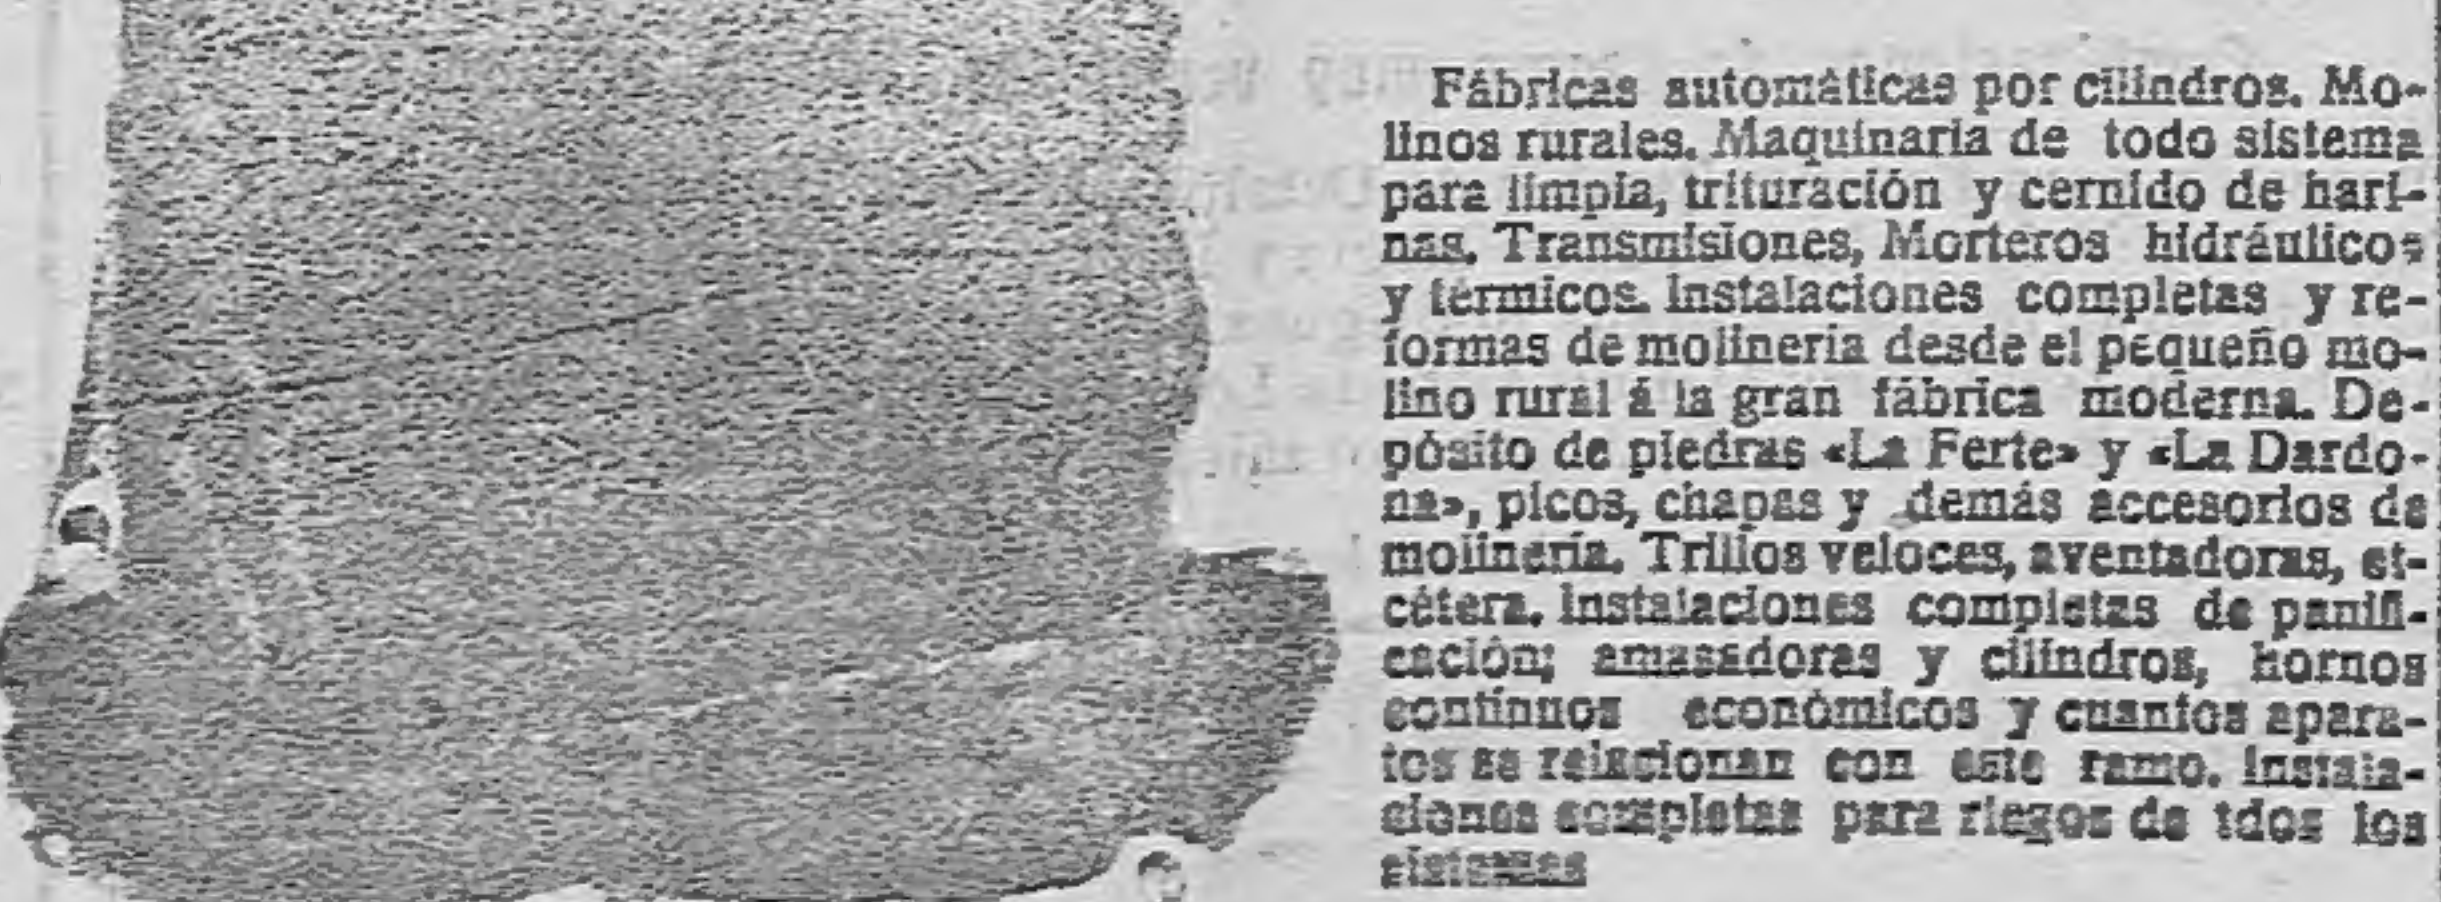 Fábricas automáticas por cilindros. Mo-
linos rurales. Maquinaria de todo sistema
para limpia, trituración y cernido de hari-
nas. Transmisiones, Morteros hidráulicos
y térmicos. Instalaciones completas y re-
formas de molineria desde el pequeño mo-
lino rural á la gran fábrica moderna. De-
pósito de piedras «La Ferte» y «La Dardo-
na», picos, chapas y demás accesorios de
molinería. Trillos veloces, aventadoras, et-
cétera. Instalaciones completas de panifi-
cación; amasadoras y cilindros, hornos
contínuos económicos y cuantos apara-
tos se relacionan con este ramo. Instala-
ciones completas para riegos de tdos los
sistemas